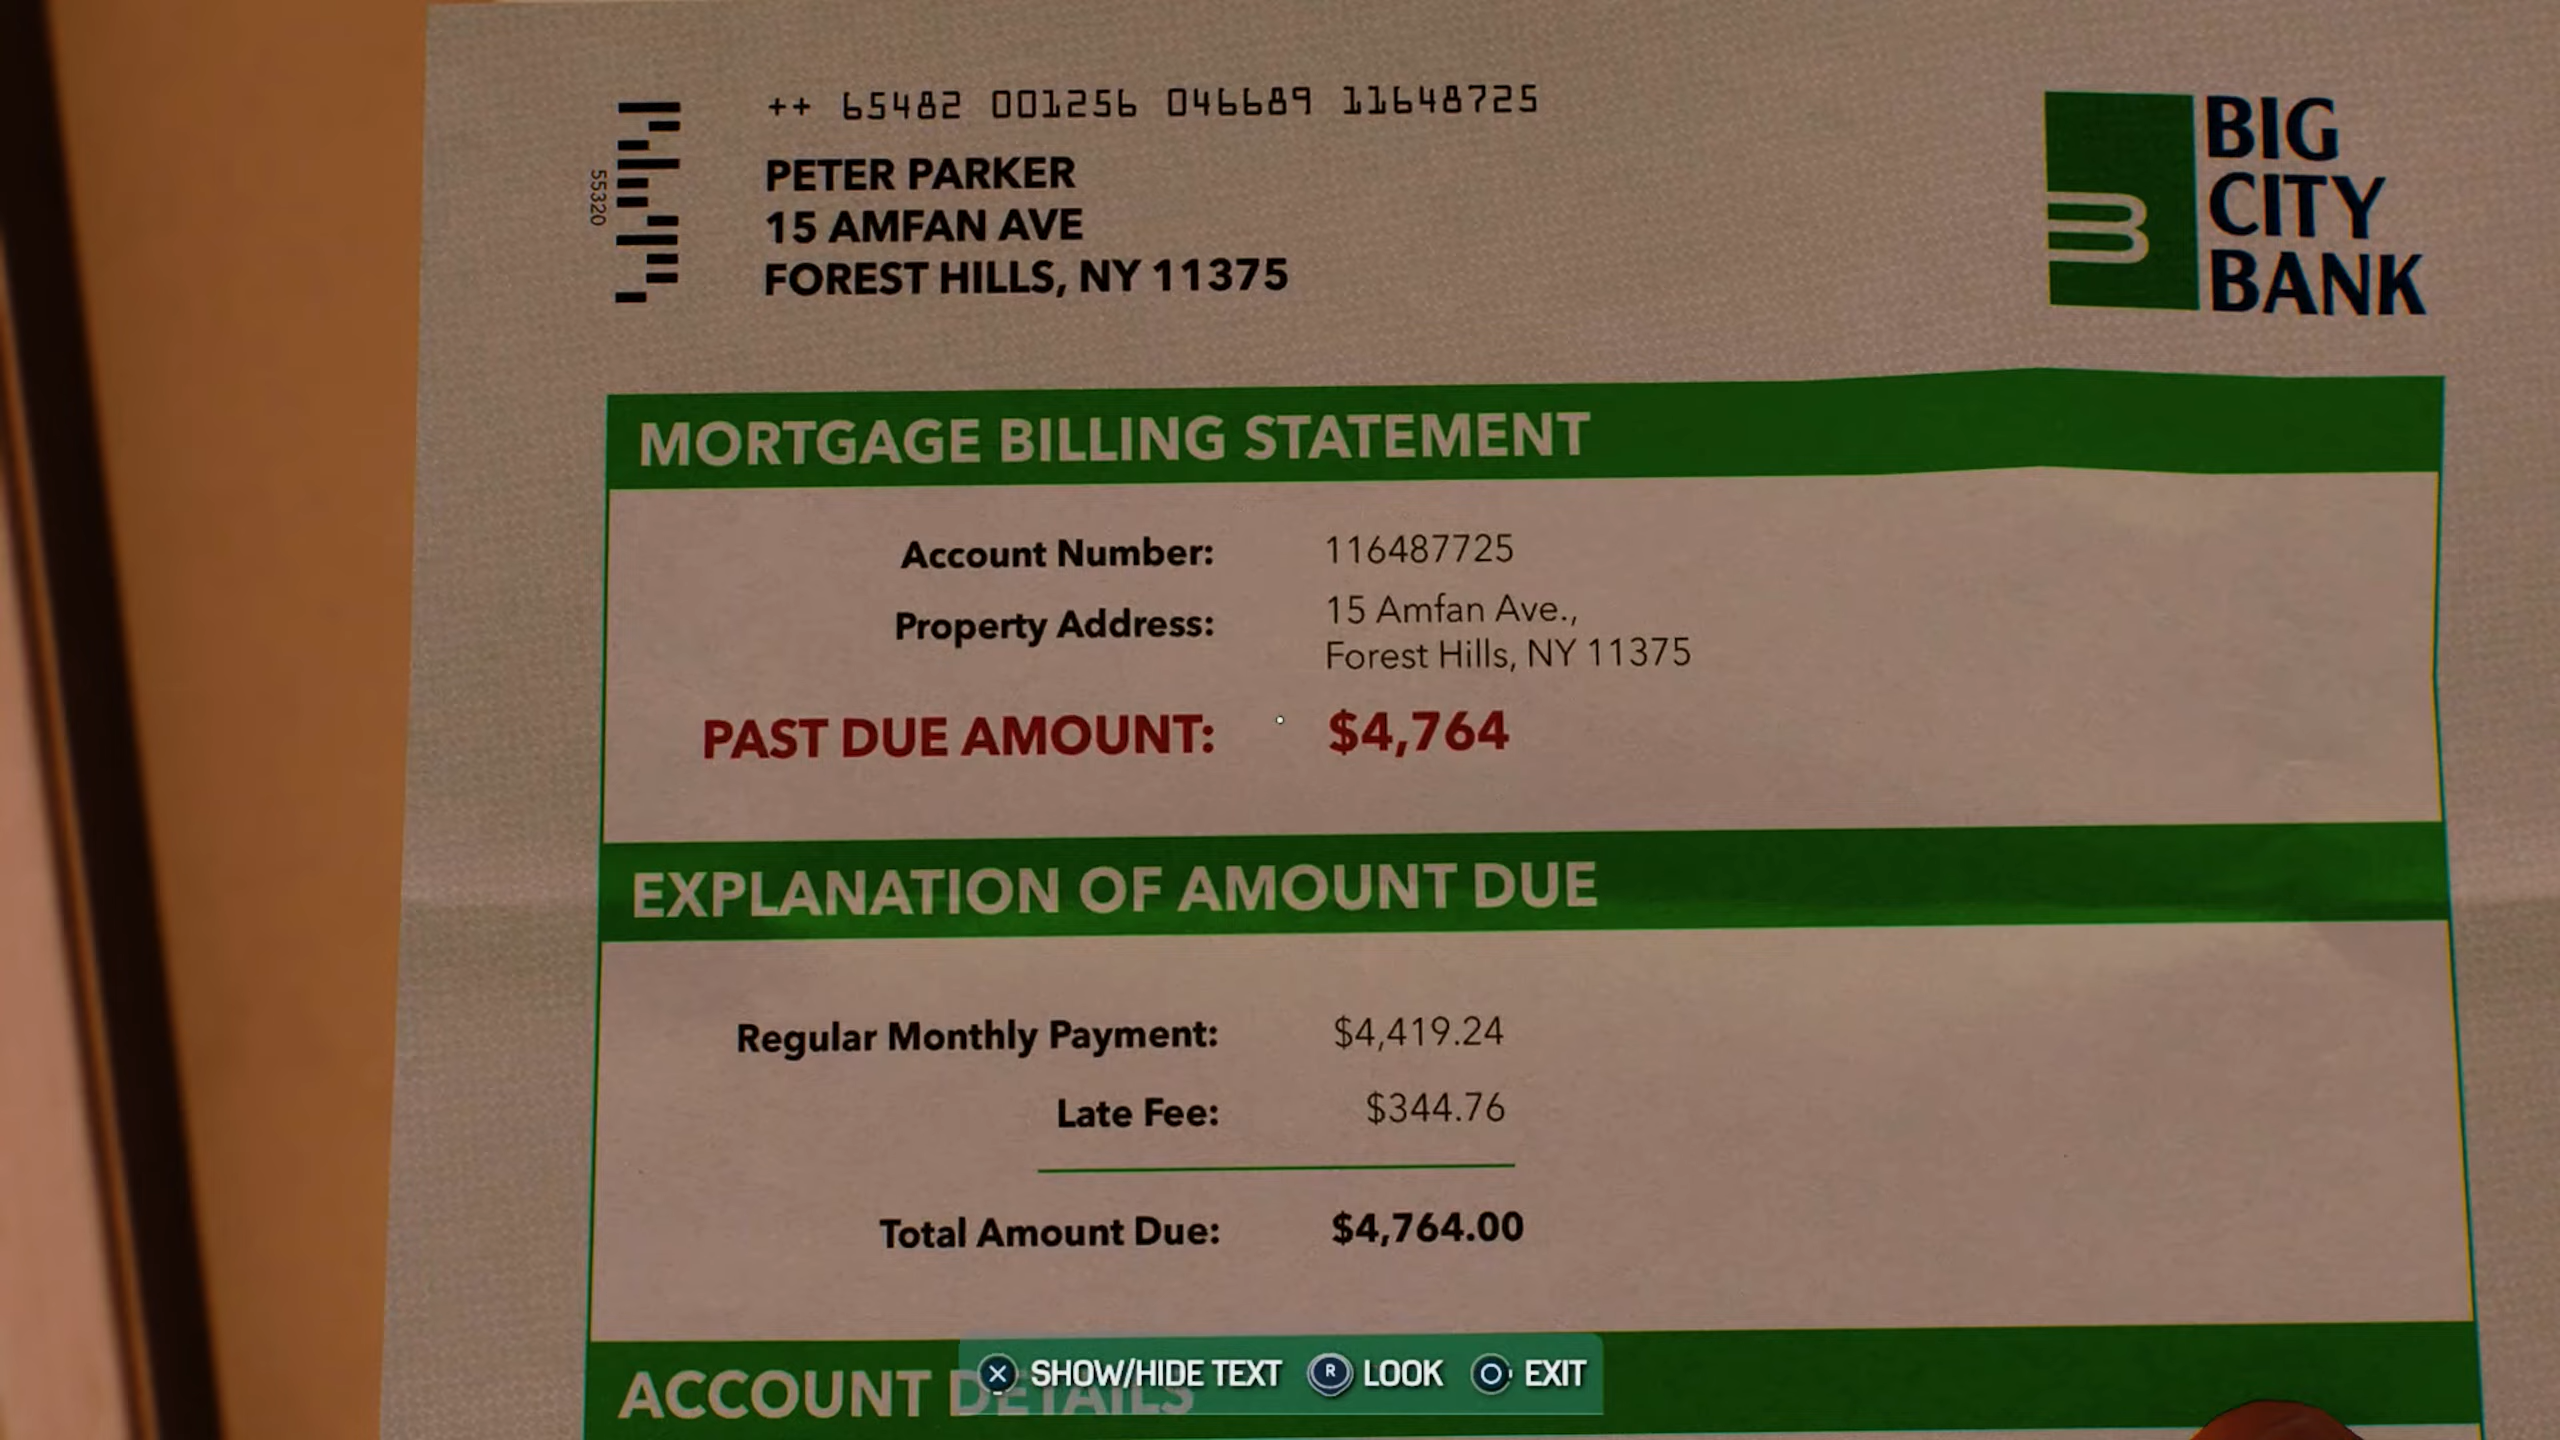 ++ 65482 001256 046689 11648725
55320
PETER PARKER
15 AMFAN AVE
FOREST HILLS, NY 11375
BIG
CITY
BANK
MORTGAGE BILLING STATEMENT
Account Number: 116487725
Property Address: 15 Amfan Ave.,
Forest Hills, NY 11375
PAST DUE AMOUNT: $4,764
EXPLANATION OF AMOUNT DUE
Regular Monthly Payment: $4,419.24
Late Fee: $344.76
Total Amount Due: $4,764.00
ACCOUNT DETAILS
SHOW/HIDE TEXT R LOOK EXIT